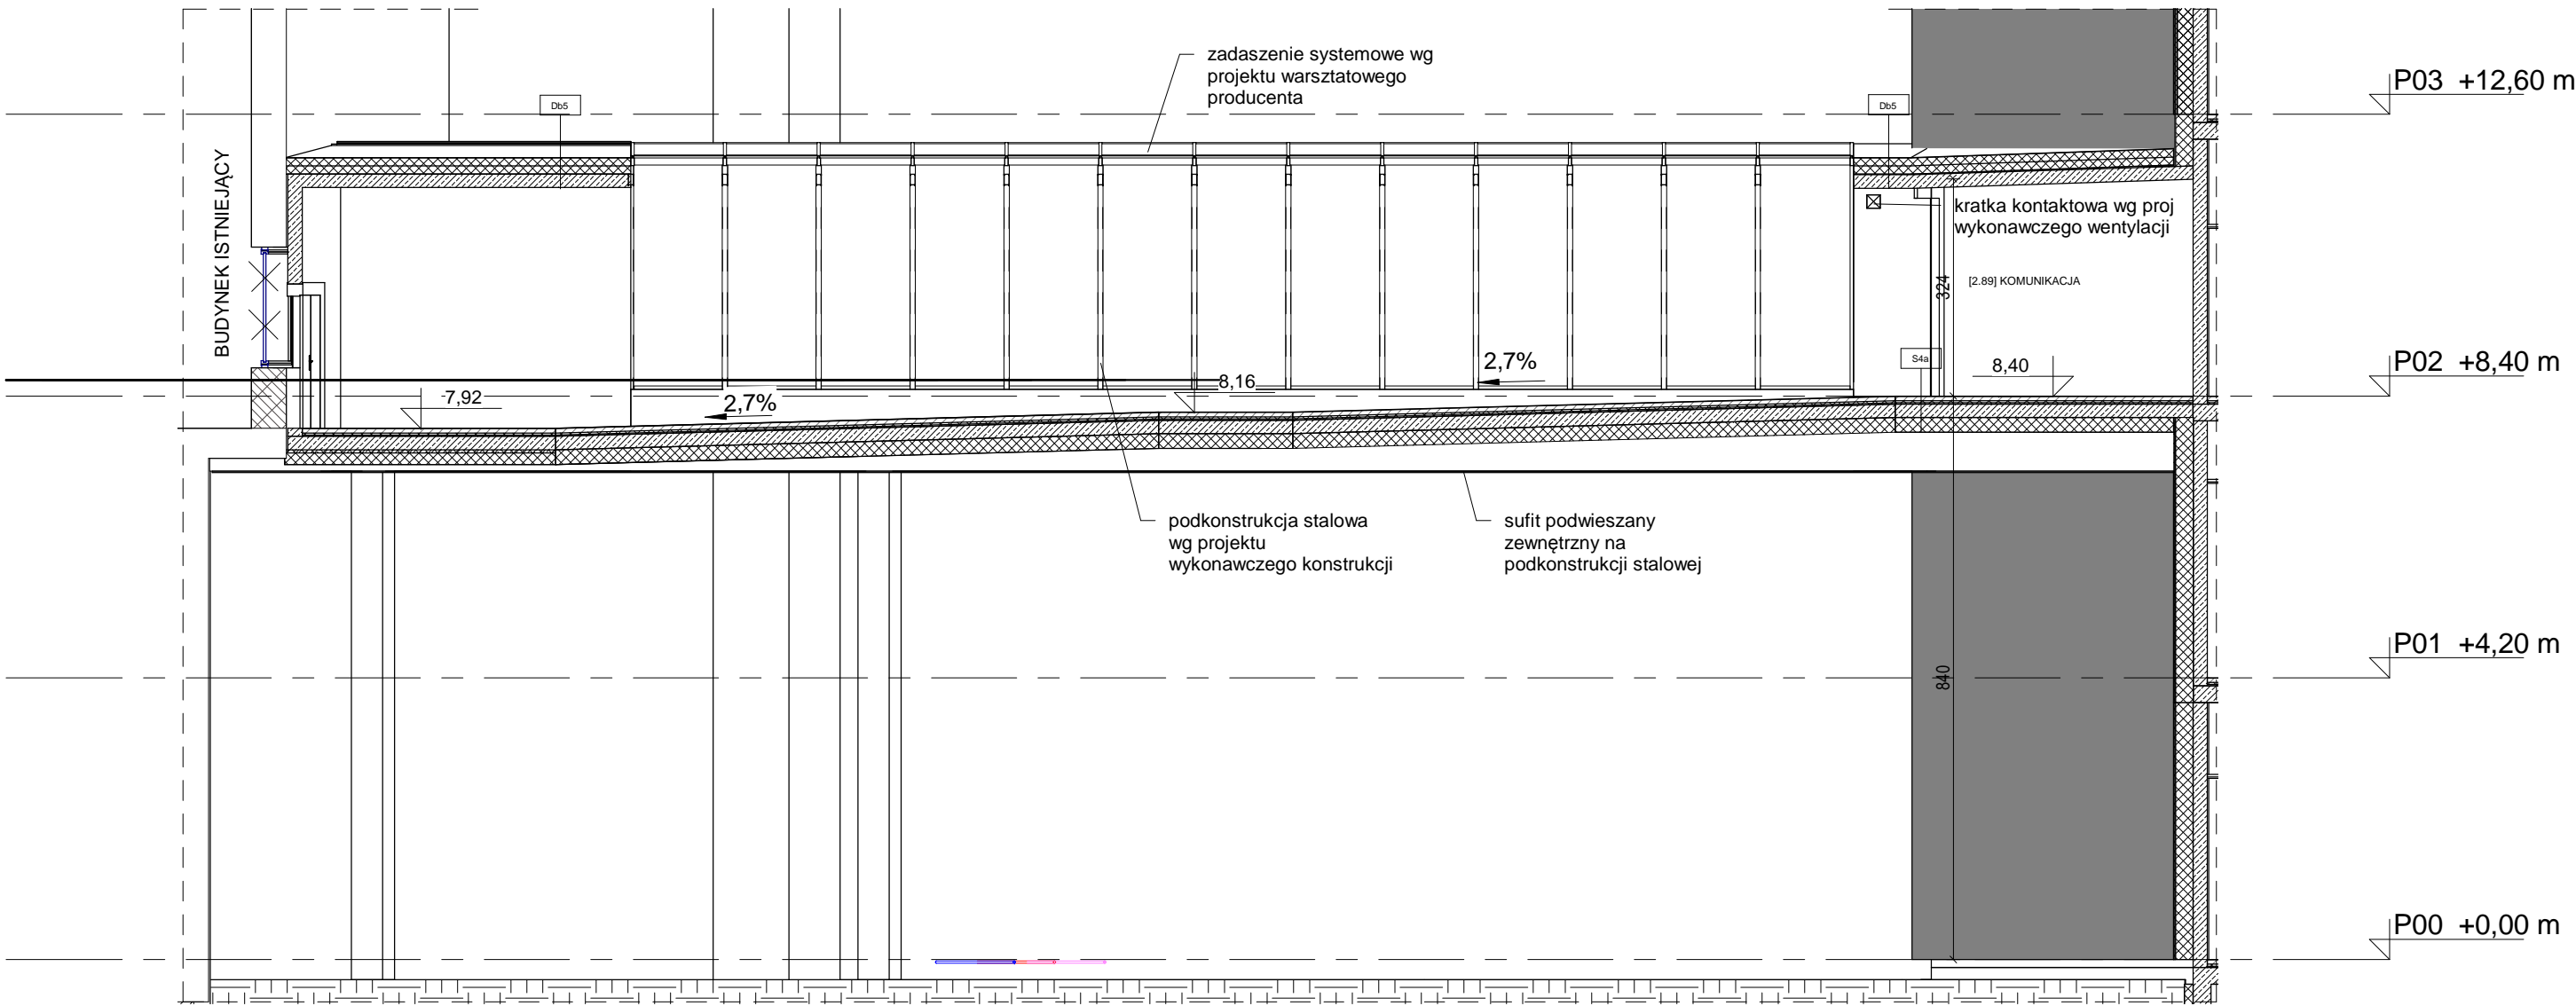 zadaszenie systemowe wg
projektu warsztatowego
producenta
P03 +12,60 m
Db5
Db5
BUDYNEK ISTNIEJĄCY
kratka kontaktowa wg proj
wykonawczego wentylacji
324
[2.89] KOMUNIKACJA
2,7%
S4a
8,40
P02 +8,40 m
7,92
2,7%
8,16
podkonstrukcja stalowa
wg projektu
wykonawczego konstrukcji
sufit podwieszany
zewnętrzny na
podkonstrukcji stalowej
P01 +4,20 m
840
P00 +0,00 m